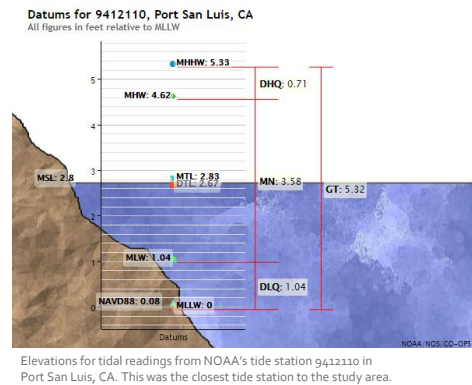 Datums for 9412110, Port San Luis, CA
All figures in feet relative to MLLW
MHHW: 5.33
5
DHQ: 0.71
MHW: 4.62
4
3
MSL: 2.8
MTL: 2.83
DTL: 2.67
MN: 3.58
GT: 5.32
2
MLW: 1.04
1
DLQ: 1.04
NAVD88: 0.08
0
MLLW: 0
Datums
NOAA/NOS/CO-OPS
Elevations for tidal readings from NOAA's tide station 9412110 in
Port San Luis, CA. This was the closest tide station to the study area.